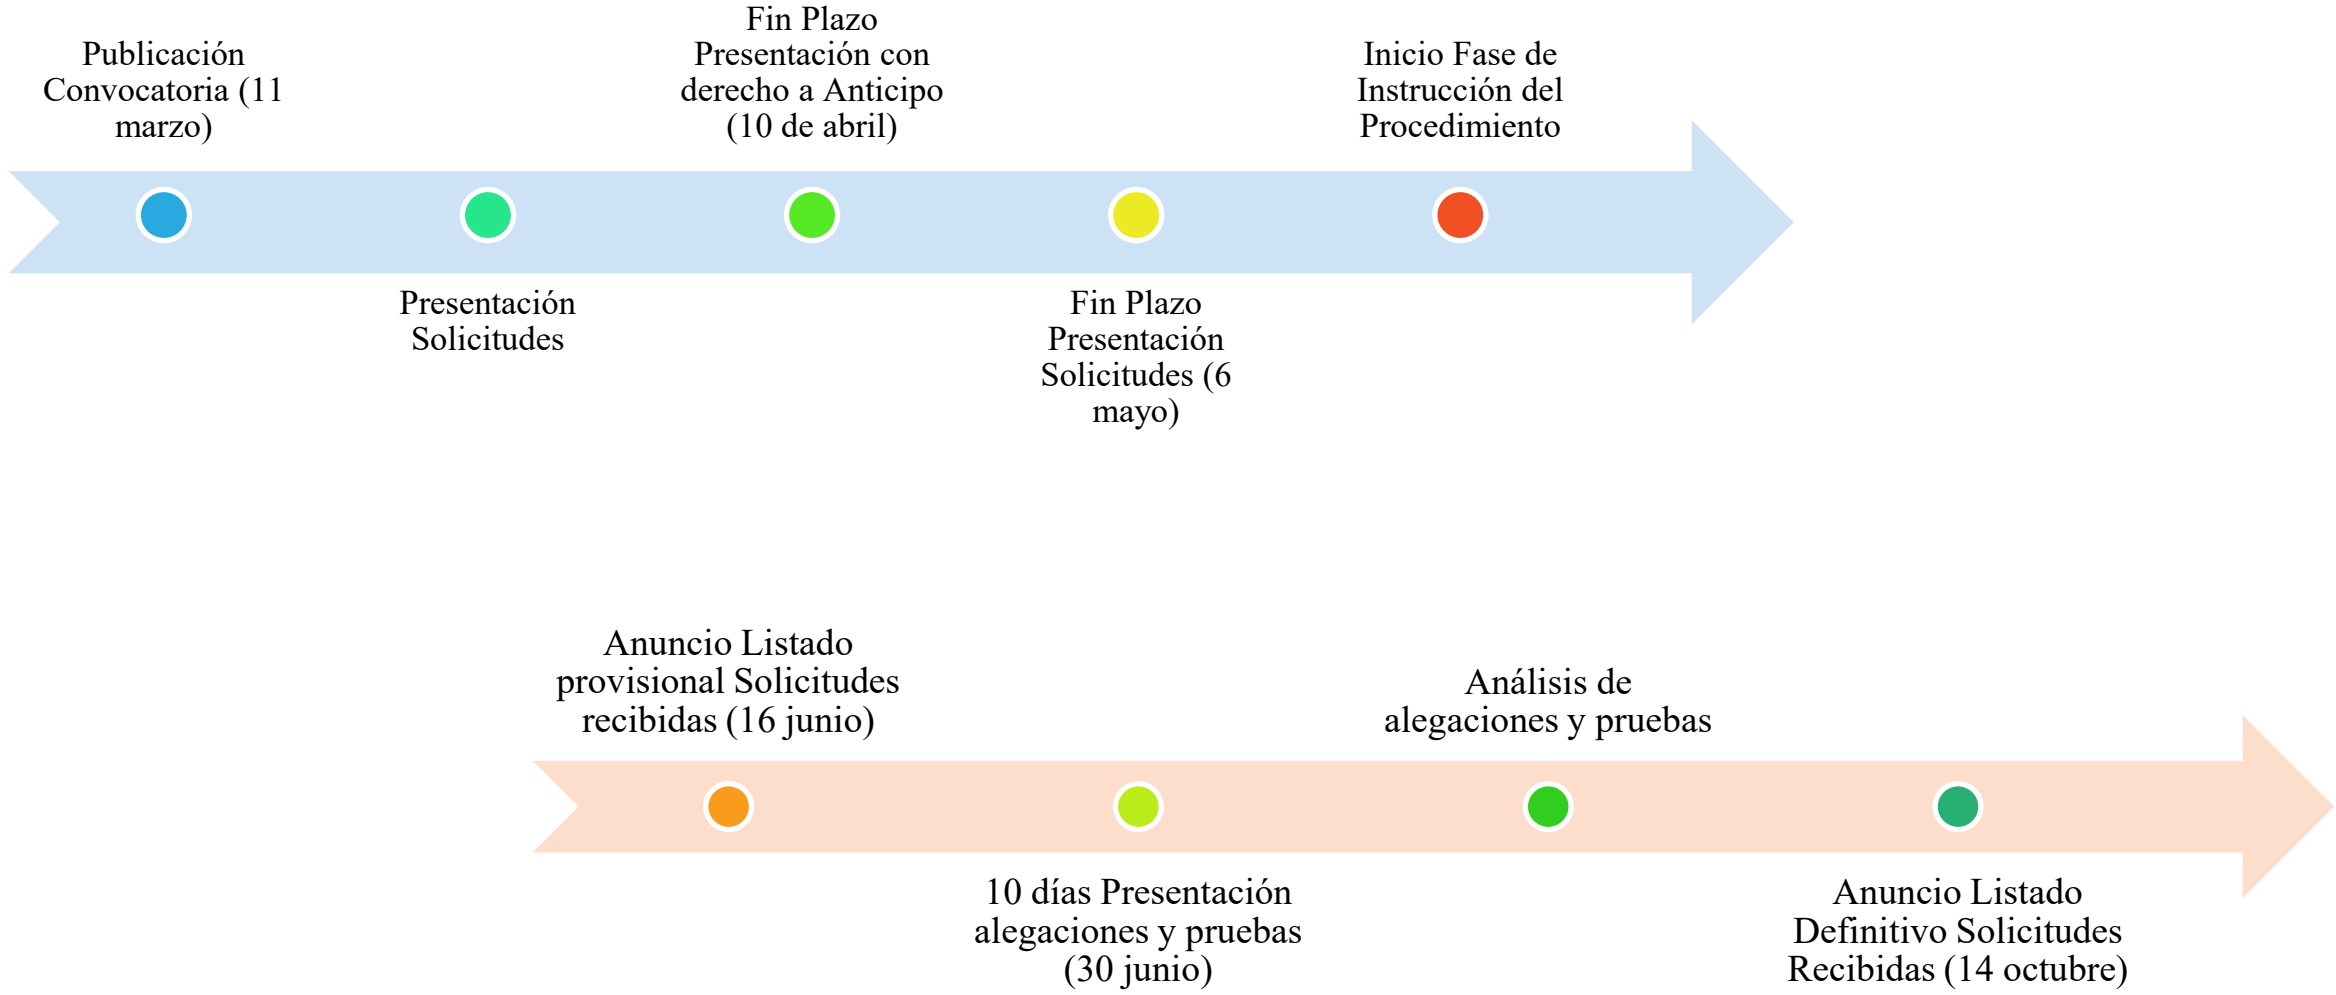 Publicación
Convocatoria (11
marzo)
Presentación
Solicitudes
Fin Plazo
Presentación con
derecho a Anticipo
(10 de abril)
Fin Plazo
Presentación
Solicitudes (6
mayo)
Inicio Fase de
Instrucción del
Procedimiento
Anuncio Listado
provisional Solicitudes
recibidas (16 junio)
10 días Presentación
alegaciones y pruebas
(30 junio)
Análisis de
alegaciones y pruebas
Anuncio Listado
Definitivo Solicitudes
Recibidas (14 octubre)